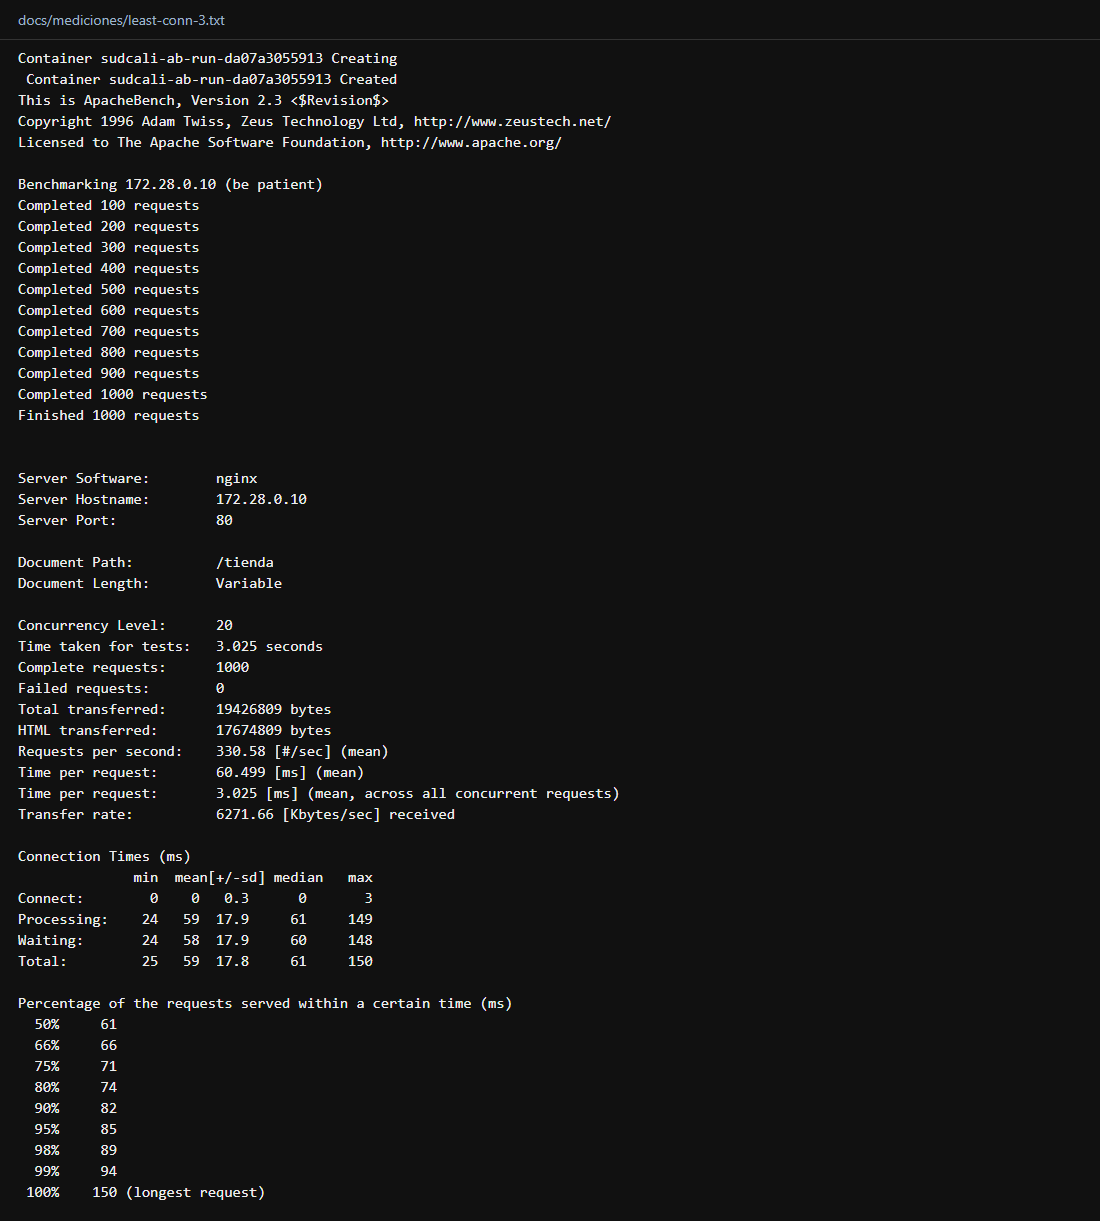 docs/mediciones/least-conn-3.txt
Container sudcali-ab-run-da07a3055913 Creating
Container sudcali-ab-run-da07a3055913 Created
This is ApacheBench, Version 2.3 <$Revision$>
Copyright 1996 Adam Twiss, Zeus Technology Ltd, http://www.zeustech.net/
Licensed to The Apache Software Foundation, http://www.apache.org/
Benchmarking 172.28.0.10 (be patient)
Completed 100 requests
Completed 200 requests
Completed 300 requests
Completed 400 requests
Completed 500 requests
Completed 600 requests
Completed 700 requests
Completed 800 requests
Completed 900 requests
Completed 1000 requests
Finished 1000 requests
Server Software:        nginx
Server Hostname:        172.28.0.10
Server Port:            80
Document Path:          /tienda
Document Length:        Variable
Concurrency Level:      20
Time taken for tests:   3.025 seconds
Complete requests:      1000
Failed requests:        0
Total transferred:      19426809 bytes
HTML transferred:       17674809 bytes
Requests per second:    330.58 [#/sec] (mean)
Time per request:       60.499 [ms] (mean)
Time per request:       3.025 [ms] (mean, across all concurrent requests)
Transfer rate:          6271.66 [Kbytes/sec] received
Connection Times (ms)
              min  mean[+/-sd] median   max
Connect:        0    0   0.3      0       3
Processing:    24   59  17.9     61     149
Waiting:       24   58  17.9     60     148
Total:         25   59  17.8     61     150
Percentage of the requests served within a certain time (ms)
  50%     61
  66%     66
  75%     71
  80%     74
  90%     82
  95%     85
  98%     89
  99%     94
 100%    150 (longest request)